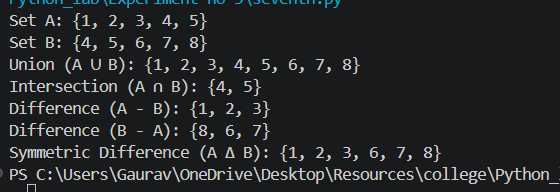 Python_lab\Experiment no 9\seventh.py
Set A: {1, 2, 3, 4, 5}
Set B: {4, 5, 6, 7, 8}
Union (A ∪ B): {1, 2, 3, 4, 5, 6, 7, 8}
Intersection (A ∩ B): {4, 5}
Difference (A - B): {1, 2, 3}
Difference (B - A): {8, 6, 7}
Symmetric Difference (A Δ B): {1, 2, 3, 6, 7, 8}
PS C:\Users\Gaurav\OneDrive\Desktop\Resources\college\Python_